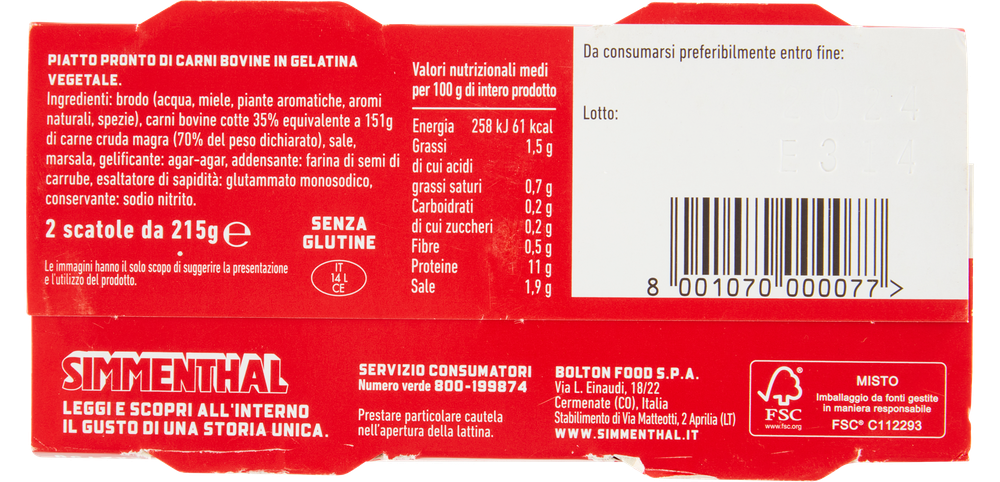 PIATTO PRONTO DI CARNI BOVINE IN GELATINA
VEGETALE.
Ingredienti: brodo (acqua, miele, piante aromatiche, aromi
naturali, spezie), carni bovine cotte 35% equivalente a 151g
di carne cruda magra (70% del peso dichiarato), sale,
marsala, gelificante: agar-agar, addensante: farina di semi di
carrube, esaltatore di sapidità: glutammato monosodico,
conservante: sodio nitrito.
2 scatole da 215g e
SENZA
GLUTINE
Le immagini hanno il solo scopo di suggerire la presentazione
e l'utilizzo del prodotto.
IT
14 L
CE
Valori nutrizionali medi
per 100 g di intero prodotto
Energia 258 kJ 61 kcal
Grassi 1,5 g
di cui acidi
grassi saturi 0,7 g
Carboidrati 0,2 g
di cui zuccheri 0,2 g
Fibre 0,5 g
Proteine 11 g
Sale 1,9 g
Da consumarsi preferibilmente entro fine:
Lotto:
8 001070 000077 >
SIMMENTHAL
LEGGI E SCOPRI ALL'INTERNO
IL GUSTO DI UNA STORIA UNICA.
SERVIZIO CONSUMATORI
Numero verde 800-199874
Prestare particolare cautela
nell'apertura della lattina.
BOLTON FOOD S.P.A.
Via L. Einaudi, 18/22
Cermenate (CO), Italia
Stabilimento di Via Matteotti, 2 Aprilia (LT)
WWW.SIMMENTHAL.IT
FSC
www.fsc.org
MISTO
Imballaggio da fonti gestite
in maniera responsabile
FSC® C112293